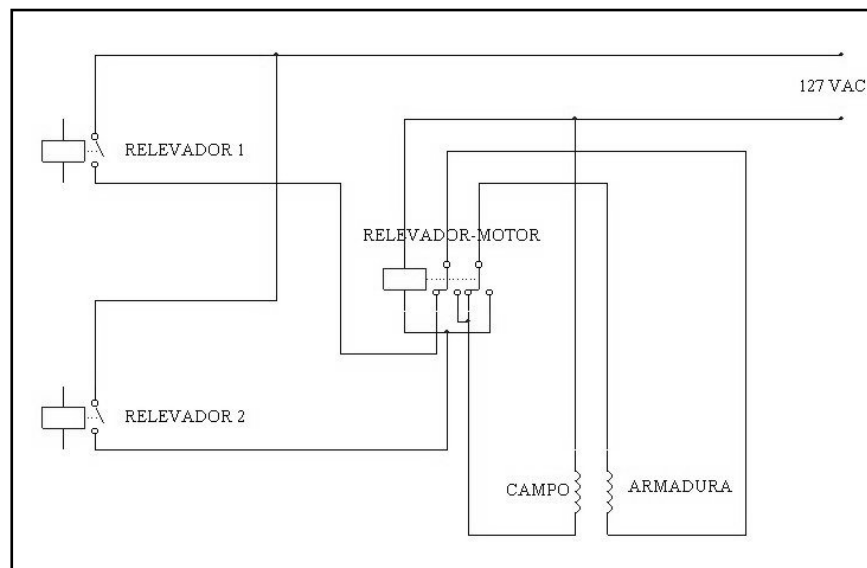 127 VAC
RELEVADOR 1
RELEVADOR-MOTOR
RELEVADOR 2
CAMPO
ARMADURA